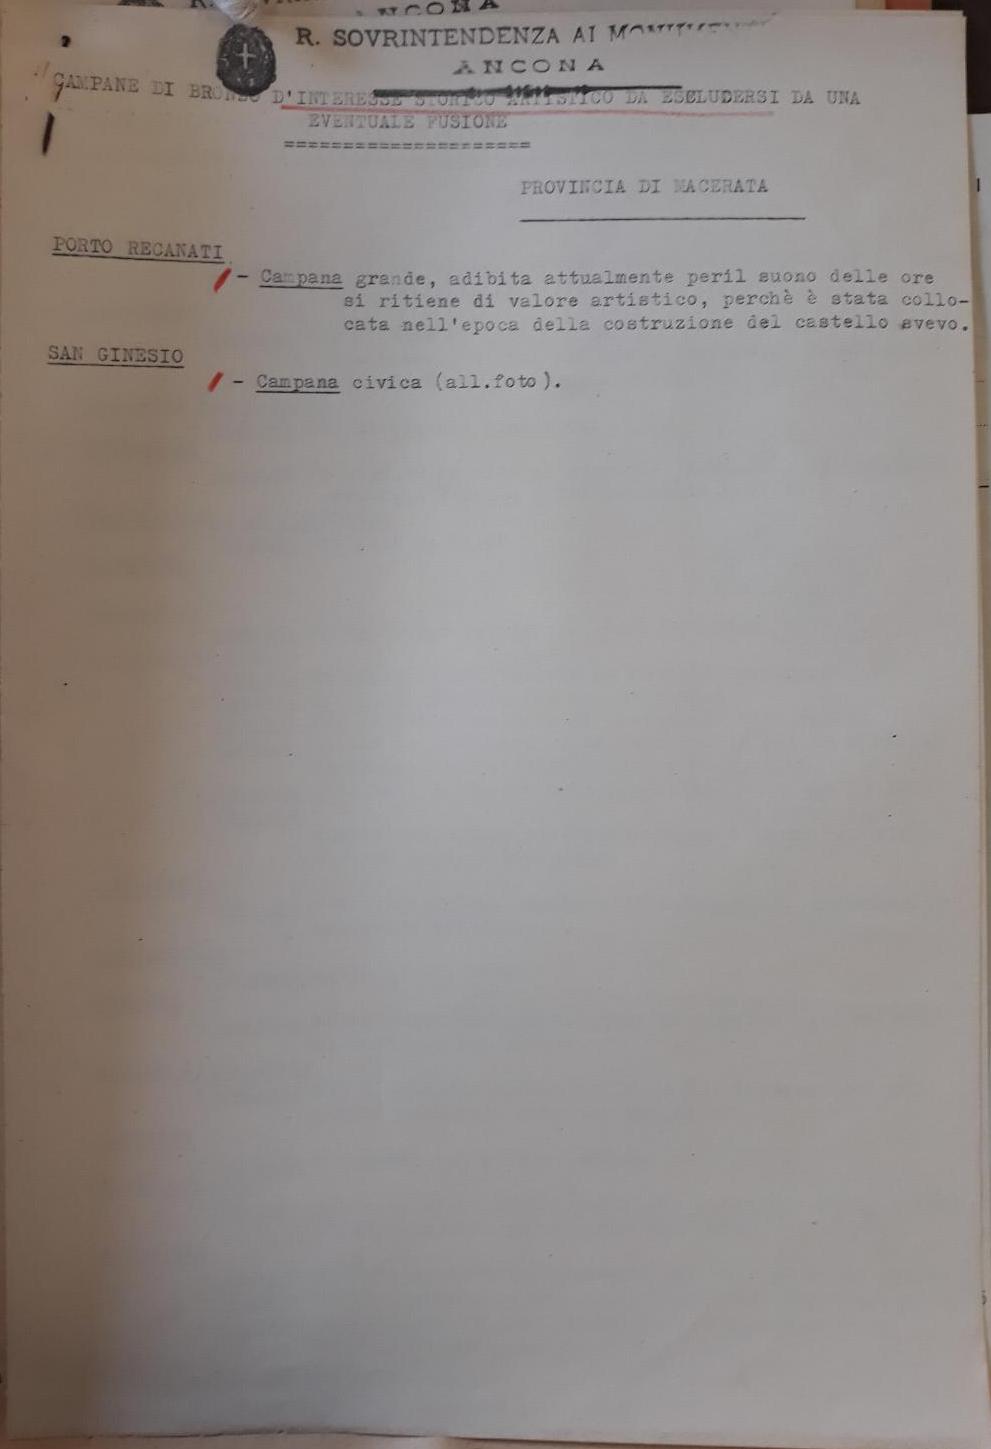 ANCONA
R. SOVRINTENDENZA AI MONUMENTI
ANCONA
CAMPANE DI BRONZO D'INTERESSE STORICO ARTISTICO DA ESCLUDERSI DA UNA
EVENTUALE FUSIONE
=====================
PROVINCIA DI MACERATA
PORTO RECANATI
- Campana grande, adibita attualmente peril suono delle ore
si ritiene di valore artistico, perchè è stata collo-
cata nell'epoca della costruzione del castello svevo.
SAN GINESIO
- Campana civica (all.foto).